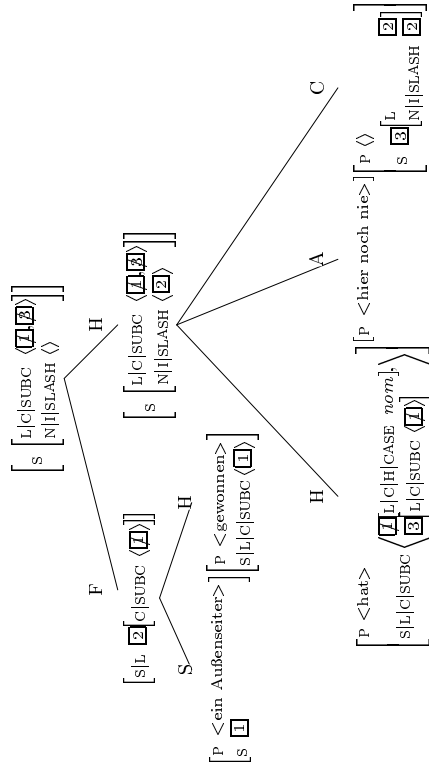 S
L|C|SUBC ⟨1,3⟩
N|I|SLASH ⟨⟩
F
H
S|L 2 [C|SUBC ⟨1⟩]
S
L|C|SUBC ⟨1,3⟩
N|I|SLASH ⟨2⟩
S
H
H
A
C
P <ein Außenseiter>
S 1
P <gewonnen>
S|L|C|SUBC ⟨1⟩
P <hat>
S|L|C|SUBC ⟨ 1 [L|C|H|CASE nom],
3 [L|C|SUBC ⟨1⟩] ⟩
[P <hier noch nie>]
P ⟨⟩
S 3
L 2
N|I|SLASH 2